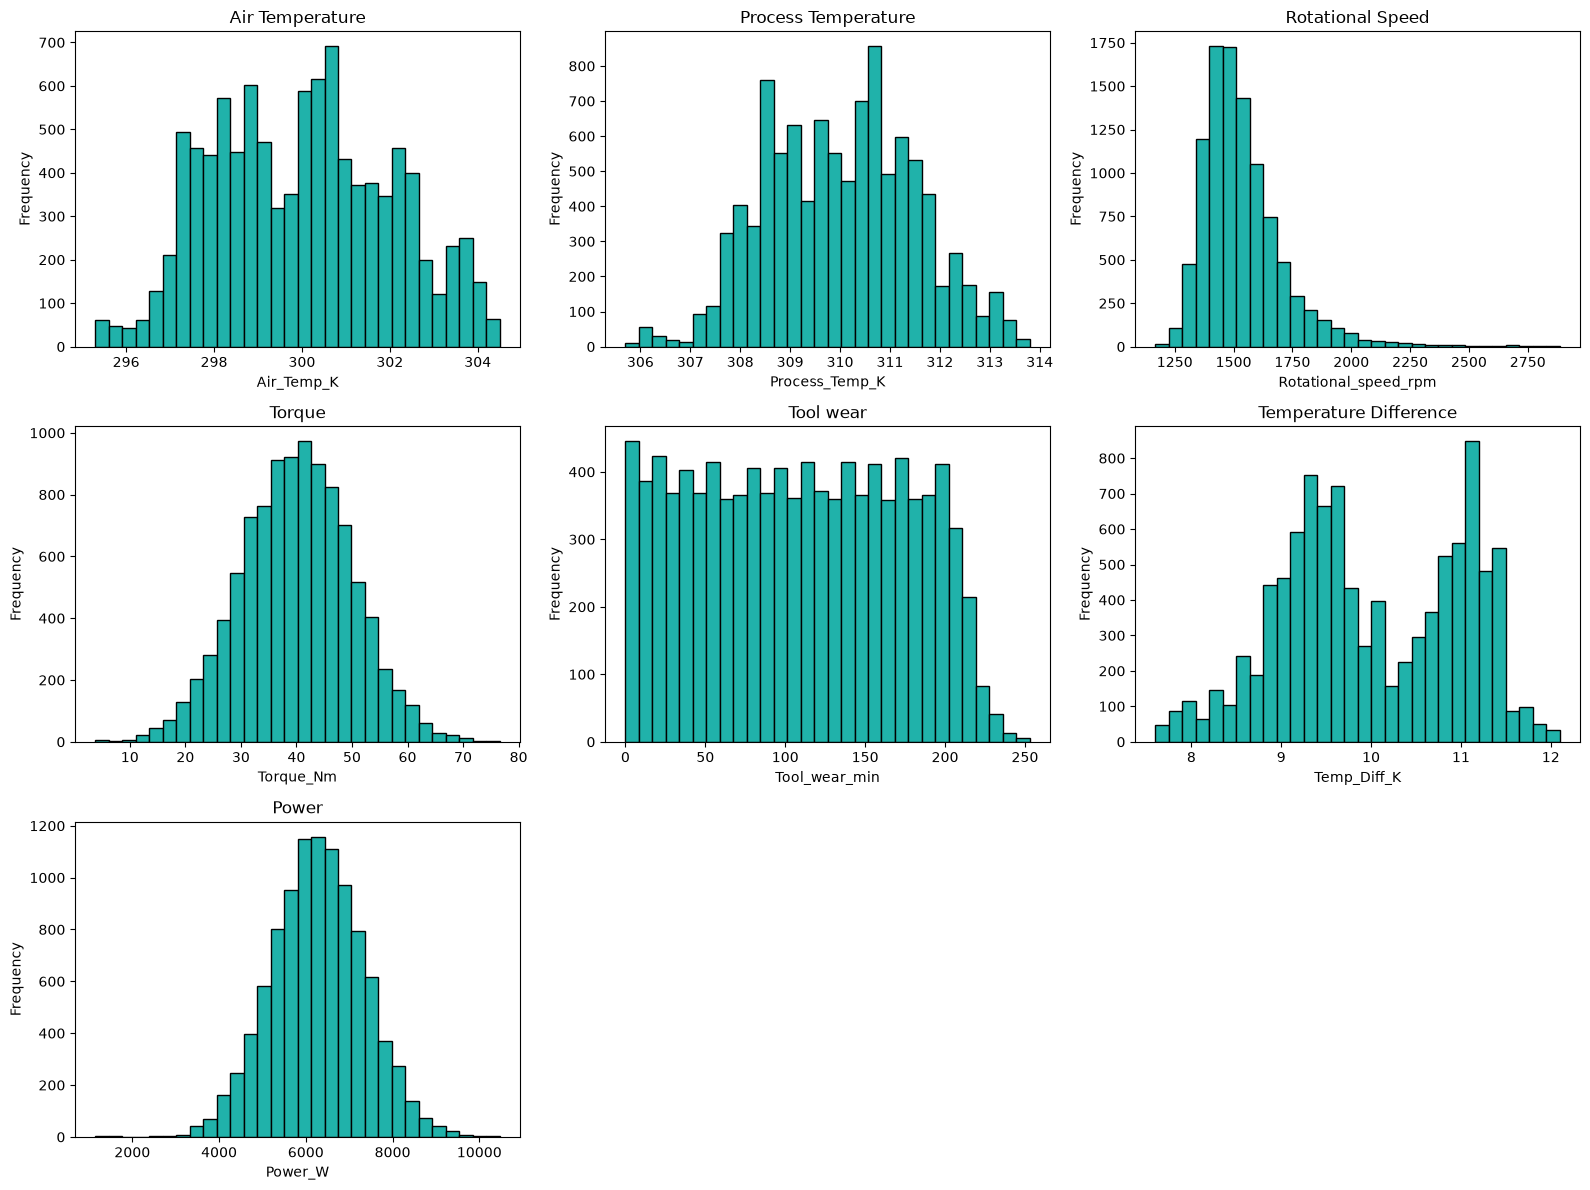 Air Temperature
700
600
500
400
300
200
100
0
Frequency
296 298 300 302 304
Air_Temp_K
Process Temperature
800
700
600
500
400
300
200
100
0
Frequency
306 307 308 309 310 311 312 313 314
Process_Temp_K
Rotational Speed
1750
1500
1250
1000
750
500
250
0
Frequency
1250 1500 1750 2000 2250 2500 2750
Rotational_speed_rpm
Torque
1000
800
600
400
200
0
Frequency
10 20 30 40 50 60 70 80
Torque_Nm
Tool wear
400
300
200
100
0
Frequency
0 50 100 150 200 250
Tool_wear_min
Temperature Difference
800
700
600
500
400
300
200
100
0
Frequency
8 9 10 11 12
Temp_Diff_K
Power
1200
1000
800
600
400
200
0
Frequency
2000 4000 6000 8000 10000
Power_W